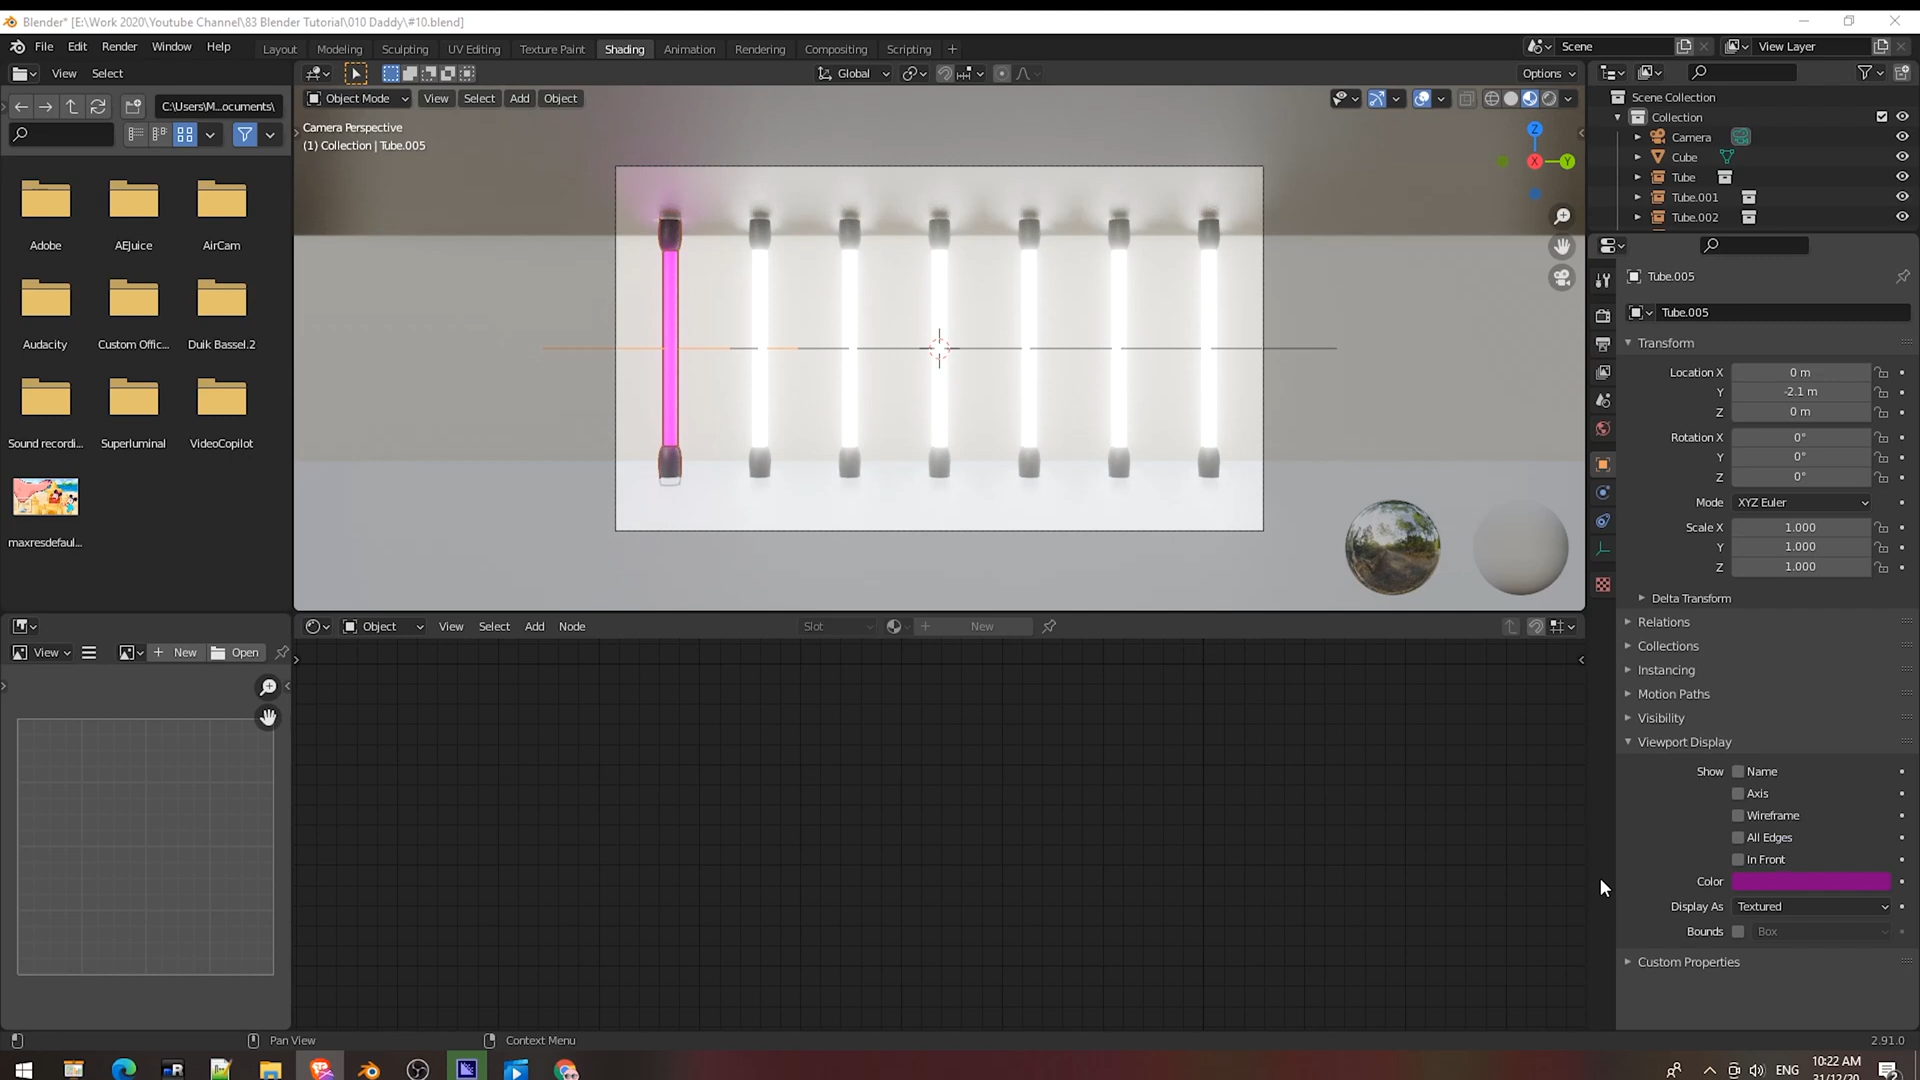 Blender* [E:\Work 2020\Youtube Channel\83 Blender Tutorial\010 Daddy\#10.blend]
File Edit Render Window Help
Layout Modeling Sculpting UV Editing Texture Paint Shading Animation Rendering Compositing Scripting +
Scene
View Layer
View Select
Global
Options
C:\Users\M...ocuments\
Object Mode View Select Add Object
Camera Perspective
(1) Collection | Tube.005
Z
X
Y
Scene Collection
Collection
Camera
Cube
Tube
Tube.001
Tube.002
Adobe AEJuice AirCam
Audacity Custom Offic... Duik Bassel.2
Sound recordi... Superluminal VideoCopilot
maxresdefaul...
Tube.005
Tube.005
Transform
Location X 0 m
Y -2.1 m
Z 0 m
Rotation X 0°
Y 0°
Z 0°
Mode XYZ Euler
Scale X 1.000
Y 1.000
Z 1.000
Delta Transform
Relations
Collections
Instancing
Motion Paths
Visibility
Viewport Display
Show Name
Axis
Wireframe
All Edges
In Front
Color
Display As Textured
Bounds Box
Custom Properties
Object View Select Add Node Slot New
View New Open
Pan View Context Menu
2.91.0
ENG
10:22 AM
31/12/20